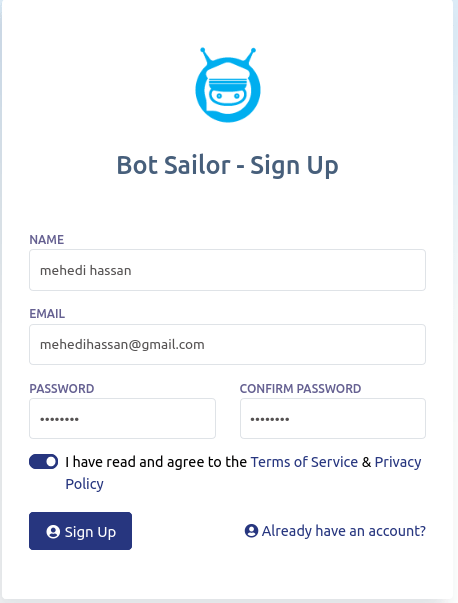 Bot Sailor - Sign Up
NAME
mehedi hassan
EMAIL
mehedihassan@gmail.com
PASSWORD CONFIRM PASSWORD
•••••••• ••••••••
I have read and agree to the Terms of Service & Privacy
Policy
Sign Up Already have an account?